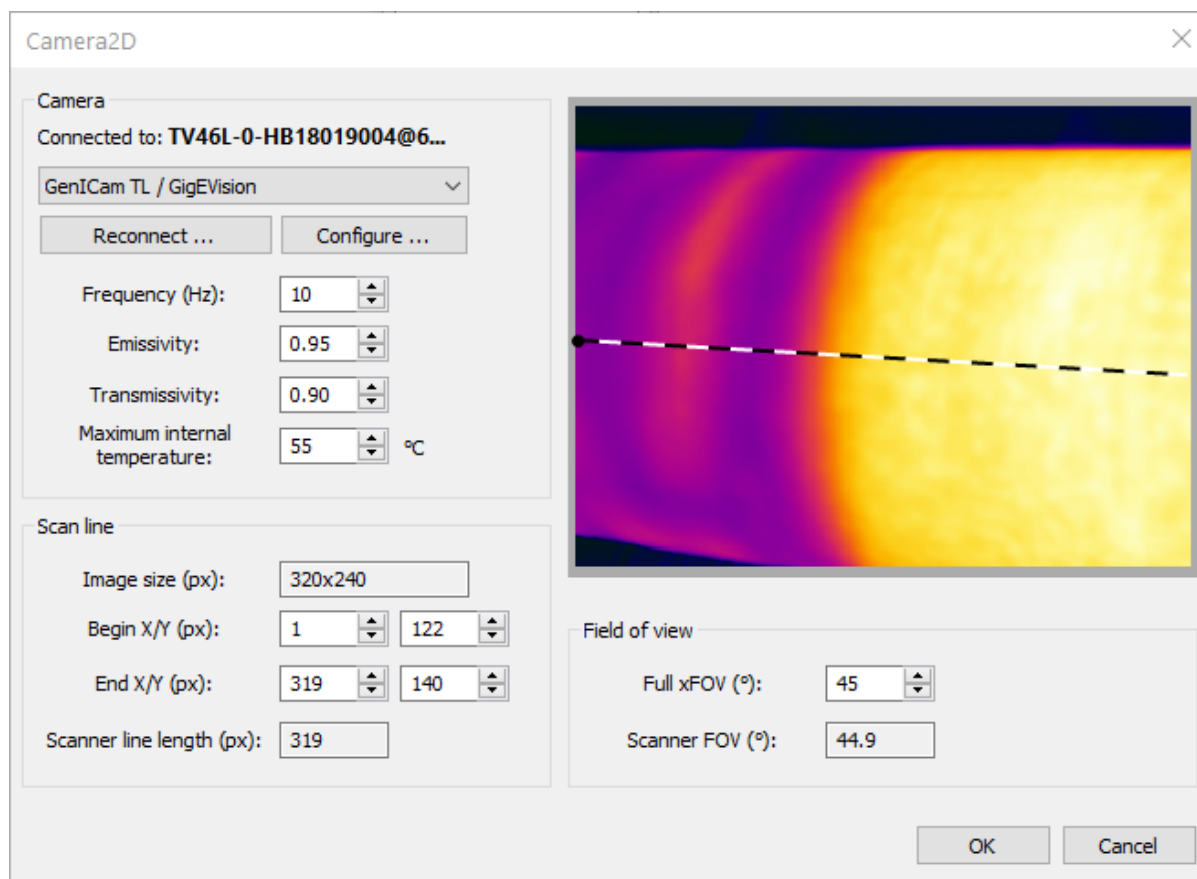 Camera2D
Camera
Connected to: TV46L-0-HB18019004@6...
GenICam TL / GigEVision
Reconnect ... Configure ...
Frequency (Hz): 10
Emissivity: 0.95
Transmissivity: 0.90
Maximum internal
temperature: 55 ºC
Scan line
Image size (px): 320x240
Begin X/Y (px): 1 122
End X/Y (px): 319 140
Scanner line length (px): 319
Field of view
Full xFOV (º): 45
Scanner FOV (º): 44.9
OK Cancel